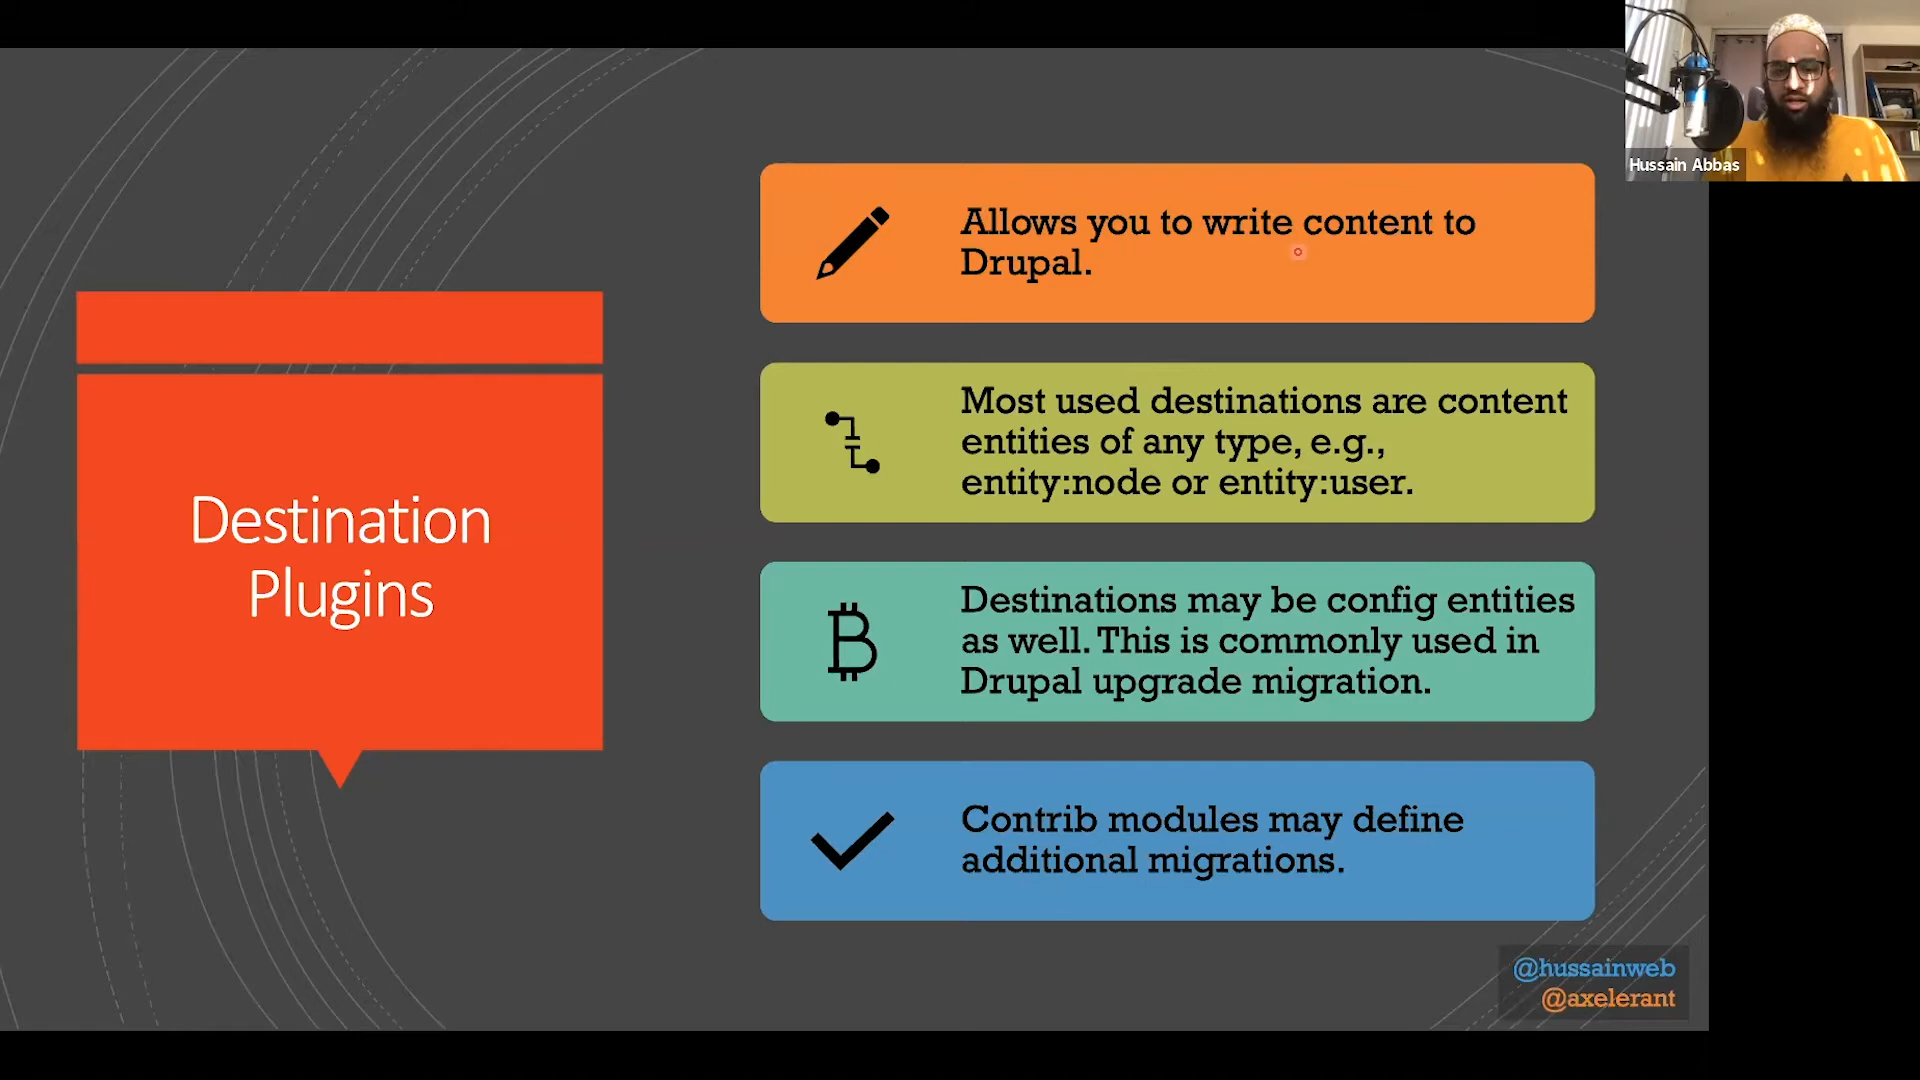 Hussain Abbas
Destination
Plugins
Allows you to write content to
Drupal.
Most used destinations are content
entities of any type, e.g.,
entity:node or entity:user.
Destinations may be config entities
as well. This is commonly used in
Drupal upgrade migration.
Contrib modules may define
additional migrations.
@hussainweb
@axelerant